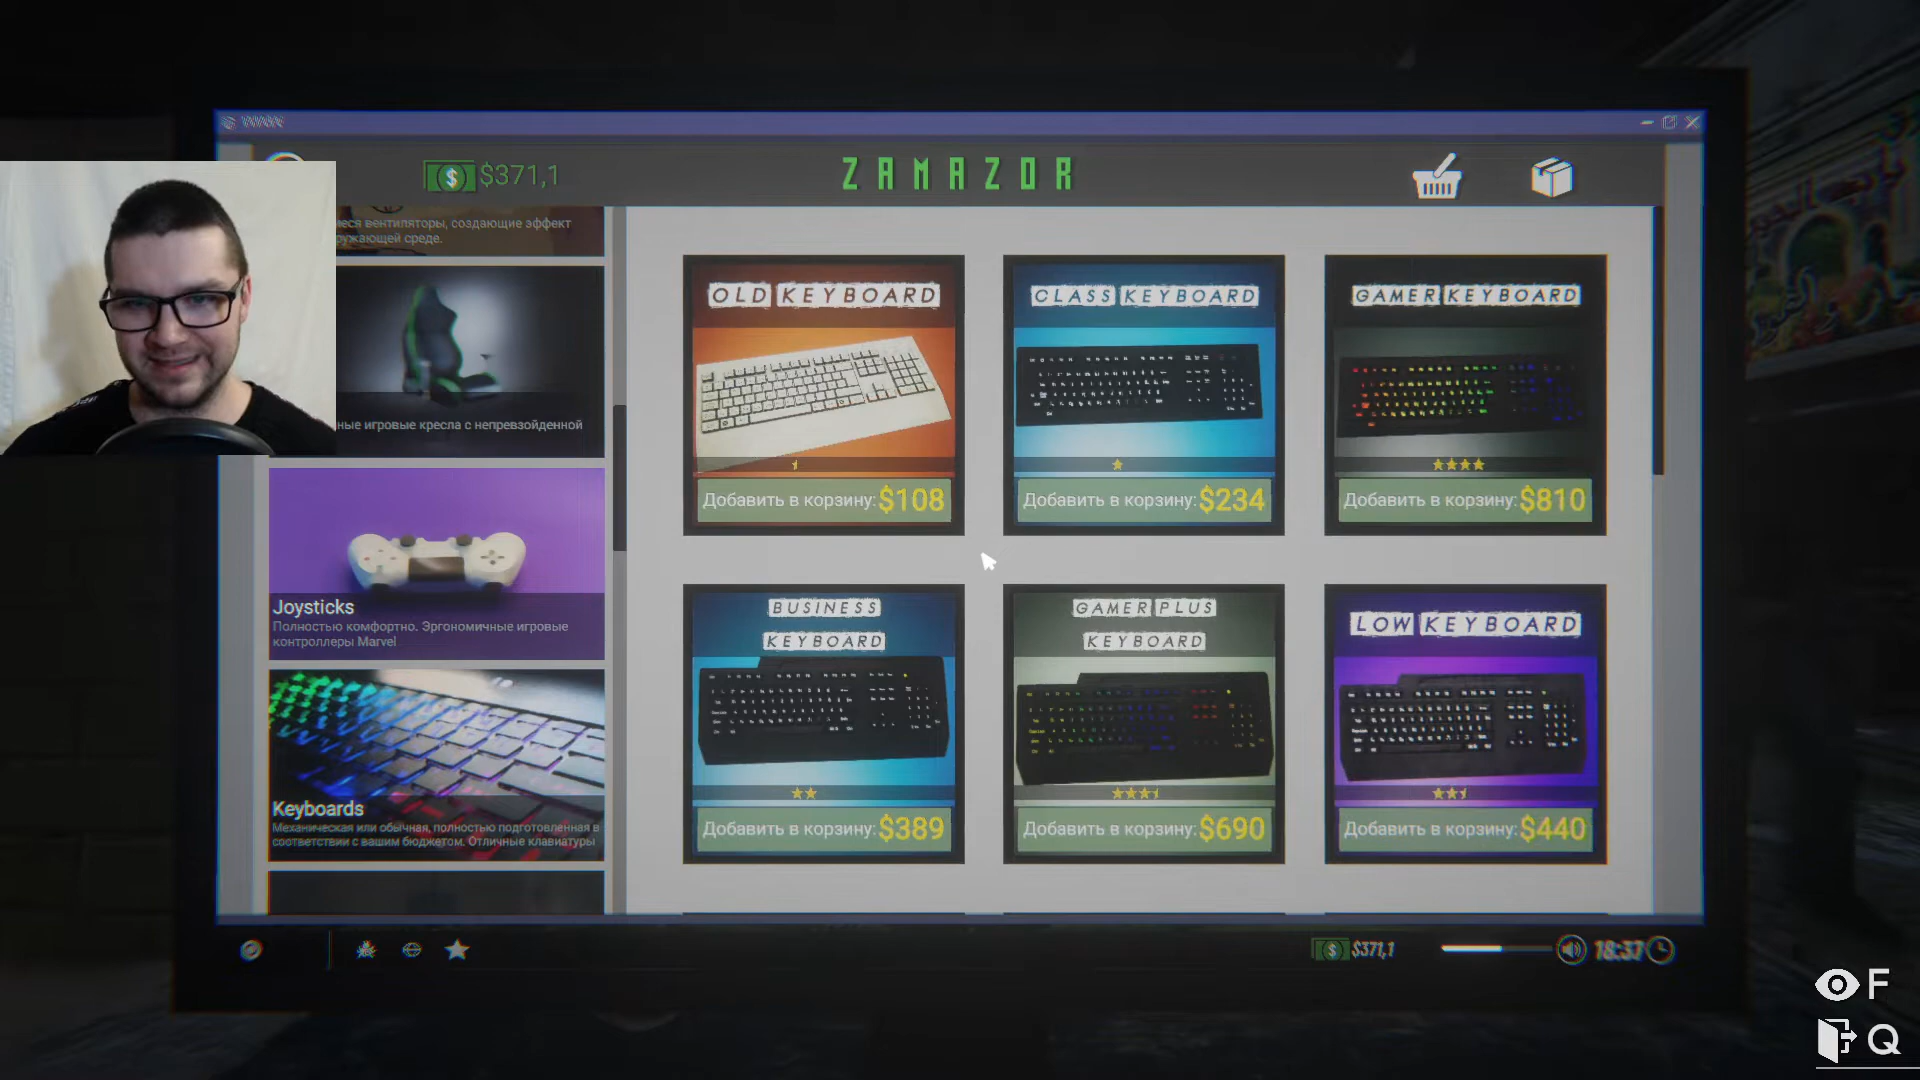 $371,1
ZAMAZOR
вентиляторы, создающие эффект
ружающей среде.
ные игровые кресла с непревзойденной
Joysticks
Полностью комфортно. Эргономичные игровые
контроллеры Marvel
Keyboards
Механическая или обычная, полностью подготовленная в
соответствии с вашим бюджетом. Отличные клавиатуры
OLD KEYBOARD
Добавить в корзину: $108
CLASS KEYBOARD
Добавить в корзину: $234
GAMER KEYBOARD
Добавить в корзину: $810
BUSINESS
KEYBOARD
Добавить в корзину: $389
GAMER PLUS
KEYBOARD
Добавить в корзину: $690
LOW KEYBOARD
Добавить в корзину: $440
$371,1
18:37
F
Q